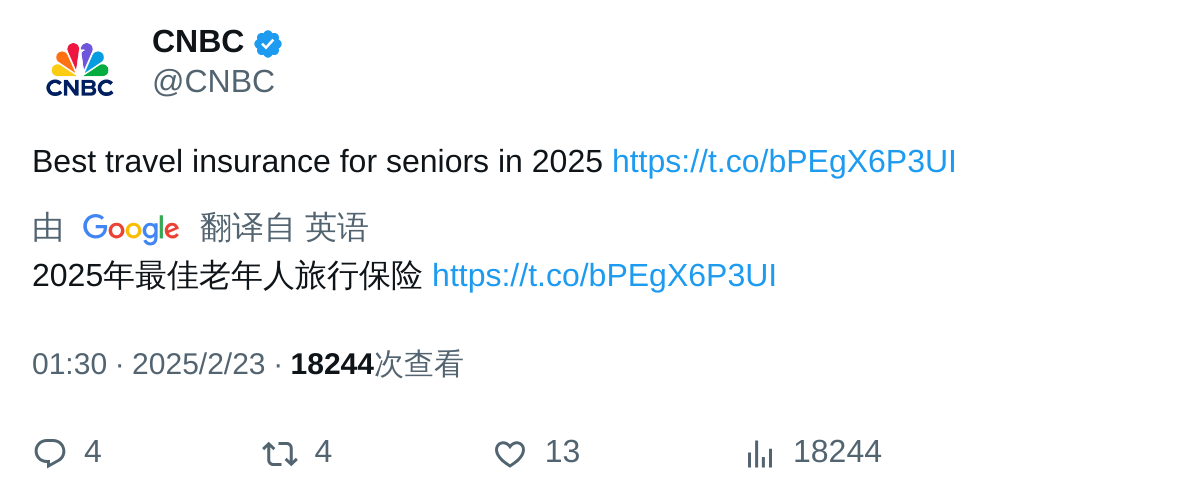 CNBC
CNBC
@CNBC
Best travel insurance for seniors in 2025 https://t.co/bPEgX6P3UI
由 Google 翻译自 英语
2025年最佳老年人旅行保险 https://t.co/bPEgX6P3UI
01:30 · 2025/2/23 · 18244次查看
4 4 13 18244